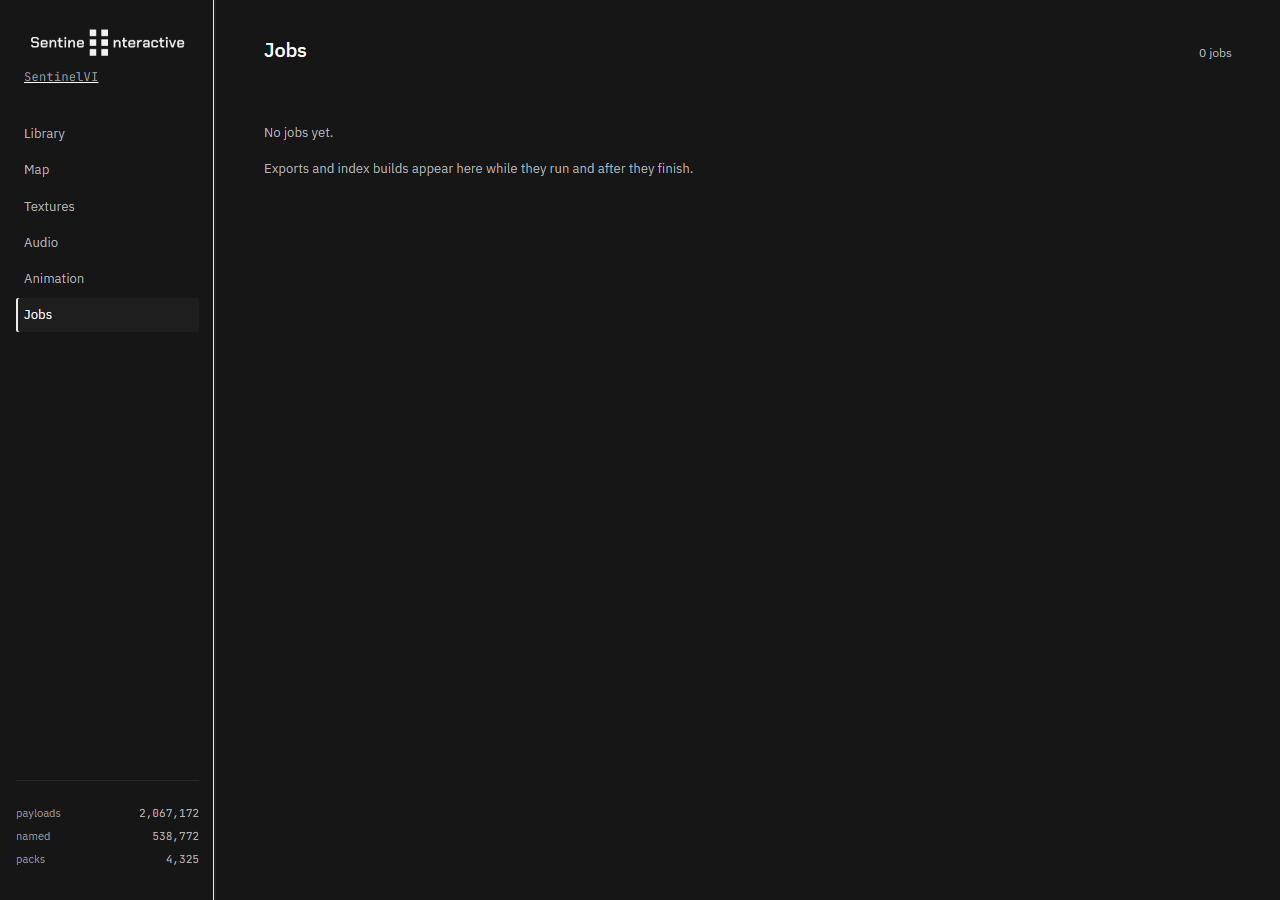 Sentine nteractive
SentinelVI
Library
Map
Textures
Audio
Animation
Jobs
payloads 2,067,172
named 538,772
packs 4,325
Jobs
0 jobs
No jobs yet.
Exports and index builds appear here while they run and after they finish.